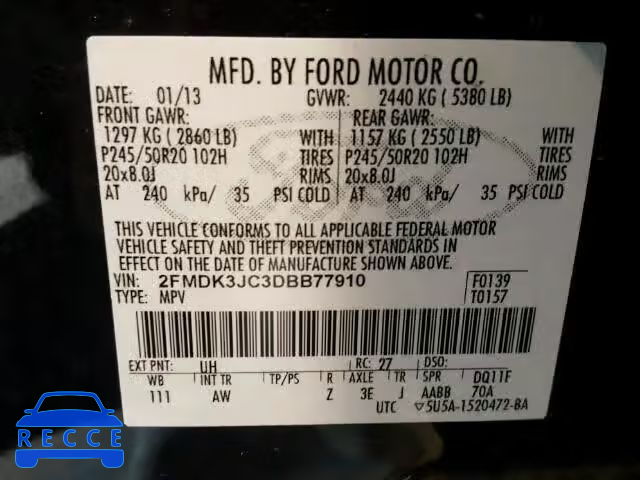 MFD. BY FORD MOTOR CO.
DATE: 01/13 GVWR: 2440 KG ( 5380 LB)
FRONT GAWR: REAR GAWR:
1297 KG ( 2860 LB) WITH 1157 KG ( 2550 LB) WITH
P245/50R20 102H TIRES P245/50R20 102H TIRES
20x8.0J RIMS 20x8.0J RIMS
AT 240 kPa/ 35 PSI COLD AT 240 kPa/ 35 PSI COLD
THIS VEHICLE CONFORMS TO ALL APPLICABLE FEDERAL MOTOR
VEHICLE SAFETY AND THEFT PREVENTION STANDARDS IN
EFFECT ON THE DATE OF MANUFACTURE SHOWN ABOVE.
VIN: 2FMDK3JC3DBB77910 F0139
TYPE: MPV T0157
EXT PNT: UH RC: 27 DSO:
WB INT TR TP/PS R AXLE TR SPR DQ11F
111 AW Z 3E J AABB 70A
UTC ▽5U5A-1520472-BA
Ford
RECCE